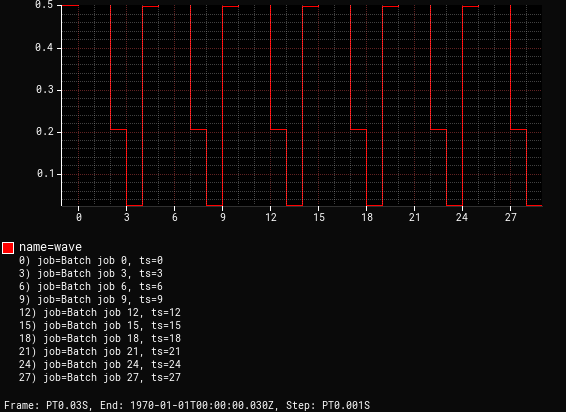 0.5
0.4
0.3
0.2
0.1
0 3 6 9 12 15 18 21 24 27
name=wave
0) job=Batch job 0, ts=0
3) job=Batch job 3, ts=3
6) job=Batch job 6, ts=6
9) job=Batch job 9, ts=9
12) job=Batch job 12, ts=12
15) job=Batch job 15, ts=15
18) job=Batch job 18, ts=18
21) job=Batch job 21, ts=21
24) job=Batch job 24, ts=24
27) job=Batch job 27, ts=27
Frame: PT0.03S, End: 1970-01-01T00:00:00.030Z, Step: PT0.001S